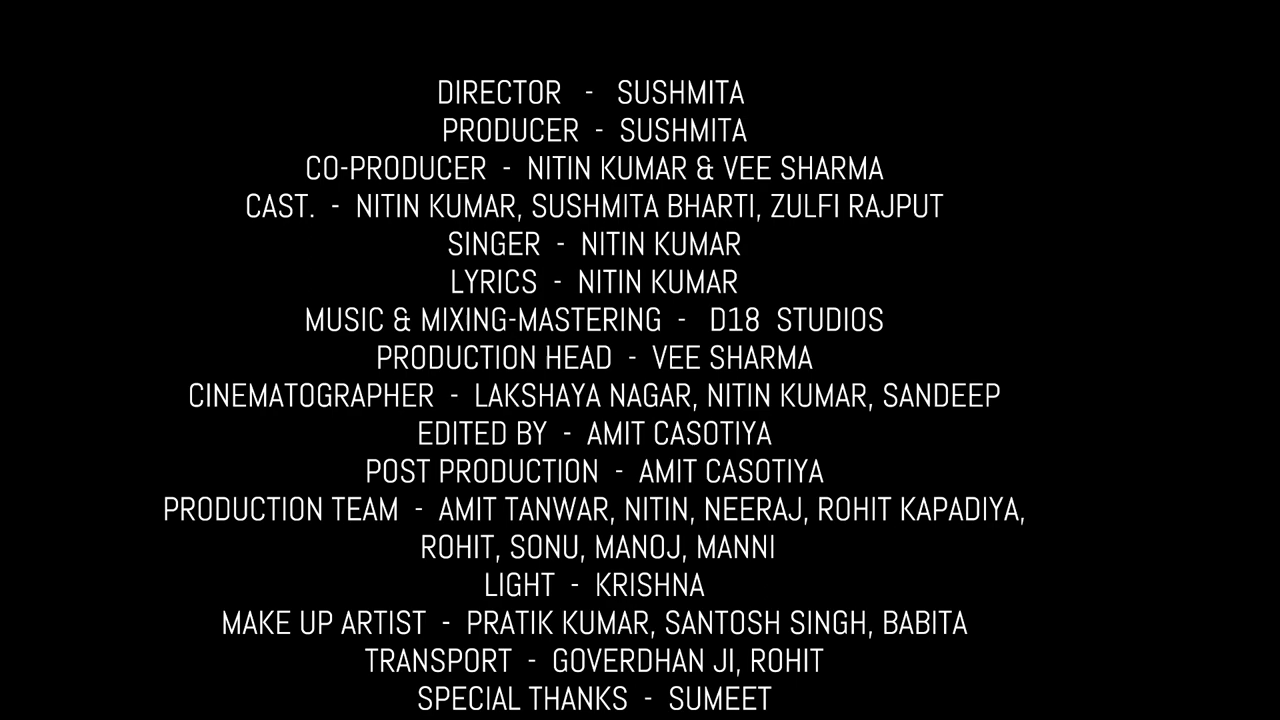 DIRECTOR - SUSHMITA
PRODUCER - SUSHMITA
CO-PRODUCER - NITIN KUMAR & VEE SHARMA
CAST. - NITIN KUMAR, SUSHMITA BHARTI, ZULFI RAJPUT
SINGER - NITIN KUMAR
LYRICS - NITIN KUMAR
MUSIC & MIXING-MASTERING - D18 STUDIOS
PRODUCTION HEAD - VEE SHARMA
CINEMATOGRAPHER - LAKSHAYA NAGAR, NITIN KUMAR, SANDEEP
EDITED BY - AMIT CASOTIYA
POST PRODUCTION - AMIT CASOTIYA
PRODUCTION TEAM - AMIT TANWAR, NITIN, NEERAJ, ROHIT KAPADIYA,
ROHIT, SONU, MANOJ, MANNI
LIGHT - KRISHNA
MAKE UP ARTIST - PRATIK KUMAR, SANTOSH SINGH, BABITA
TRANSPORT - GOVERDHAN JI, ROHIT
SPECIAL THANKS - SUMEET